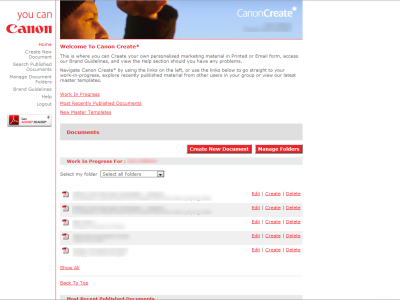 you can
Canon
CanonCreate*
Home
Create New
Document
Search Published
Documents
Manage Document
Folders
Brand Guidelines
Help
Logout
Get
ADOBE READER
Welcome To Canon Create*
This is where you can Create your own personalised marketing material in Printed or Email form, access
our Brand Guidelines, and view the Help section should you have any problems.
Navigate Canon Create* by using the links on the left, or use the links below to go straight to your
work-in-progress, explore recently published material from other users in your group or view our latest
master templates.
Work In Progress
Most Recently Published Documents
New Master Templates
Documents
Create New Document
Manage Folders
Work In Progress For :
Select my folder
Select all folders
Edit | Create | Delete
Edit | Create | Delete
Edit | Create | Delete
Edit | Create | Delete
Edit | Create | Delete
Show All
Back To Top
Most Recent Published Documents